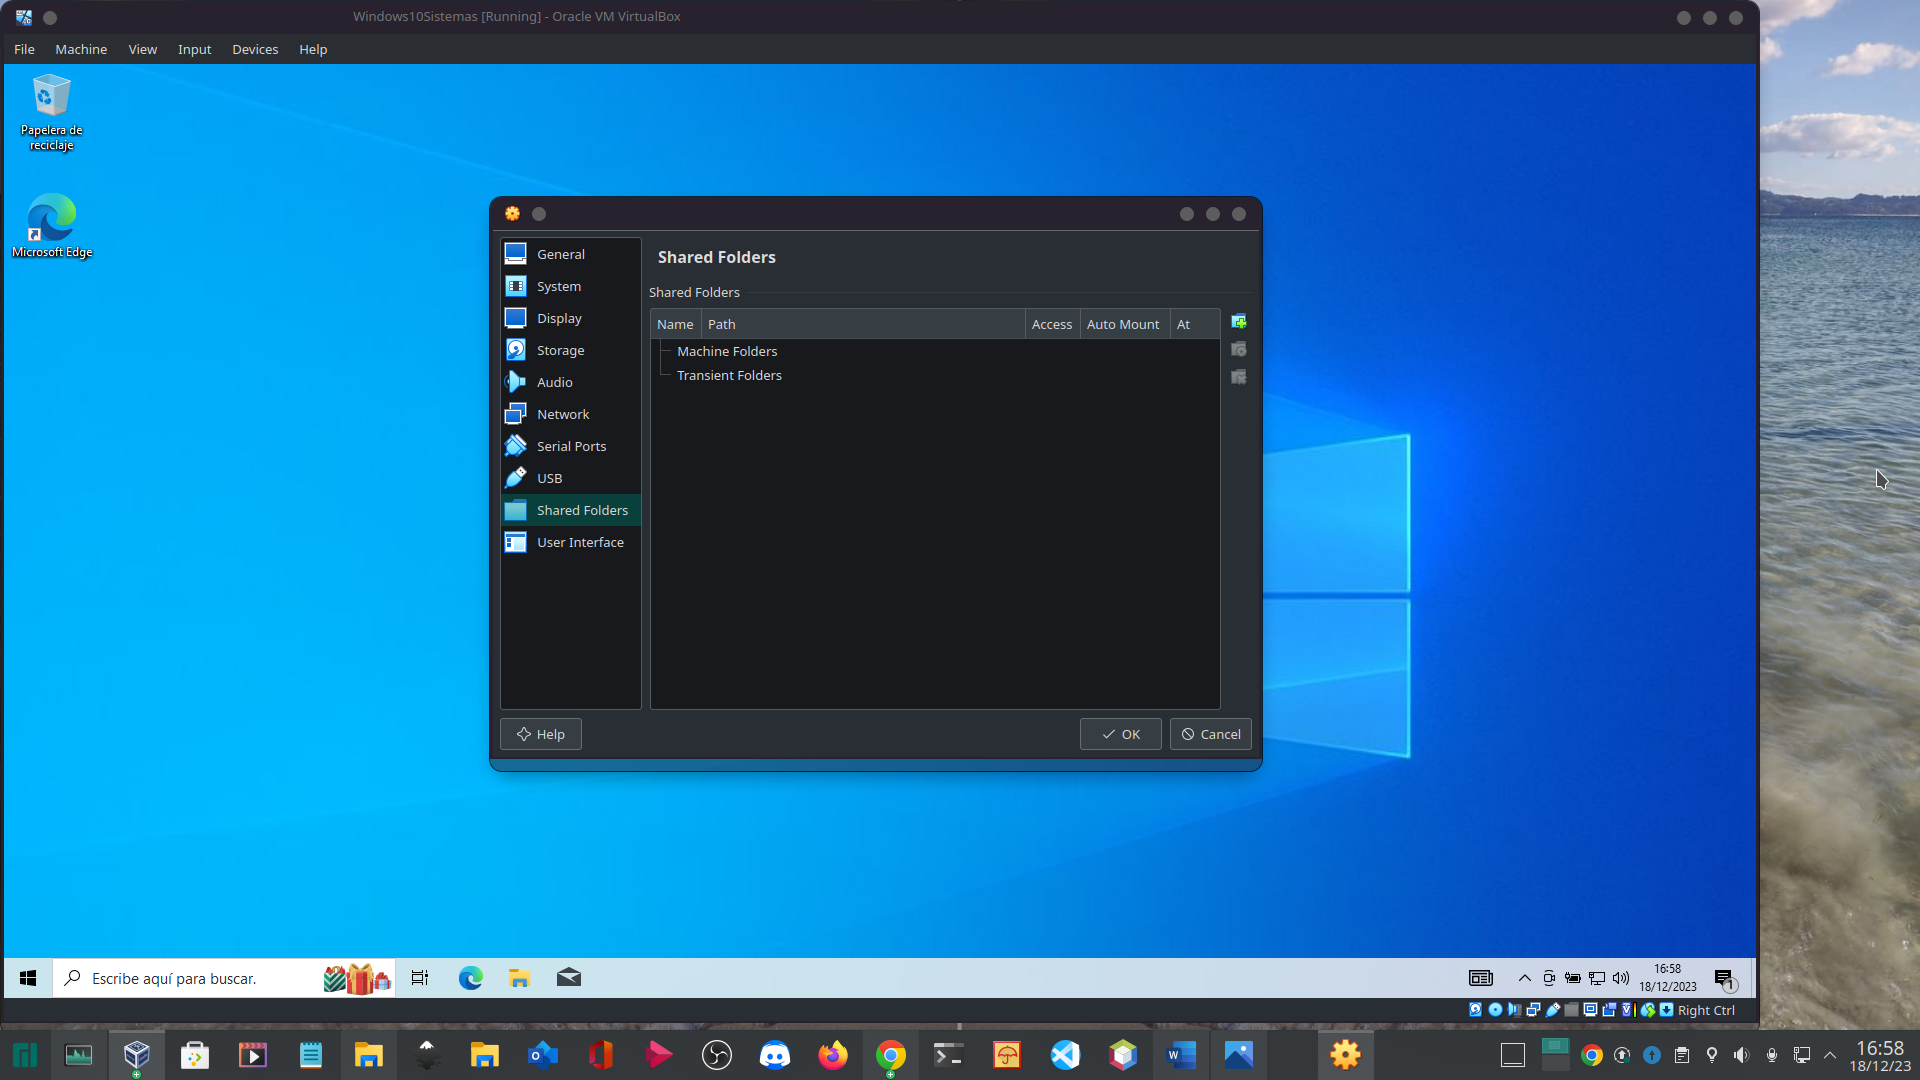 Windows10Sistemas [Running] - Oracle VM VirtualBox
File Machine View Input Devices Help
Papelera de
reciclaje
Microsoft Edge
General
System
Display
Storage
Audio
Network
Serial Ports
USB
Shared Folders
User Interface
Shared Folders
Shared Folders
Name Path Access Auto Mount At
Machine Folders
Transient Folders
Help OK Cancel
Escribe aquí para buscar.
16:58
18/12/2023
1
Right Ctrl
16:58
18/12/23